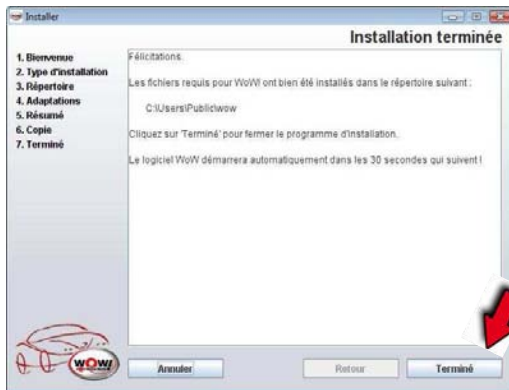 Installer
Installation terminée
1. Bienvenue
2. Type d'installation
3. Répertoire
4. Adaptations
5. Résumé
6. Copie
7. Terminé
Félicitations.
Les fichiers requis pour WoW! ont bien été installés dans le répertoire suivant :
C:\Users\Public\wow
Cliquez sur 'Terminé' pour fermer le programme d'installation.
Le logiciel WoW démarrera automatiquement dans les 30 secondes qui suivent !
WOW!
Annuler
Retour
Terminé